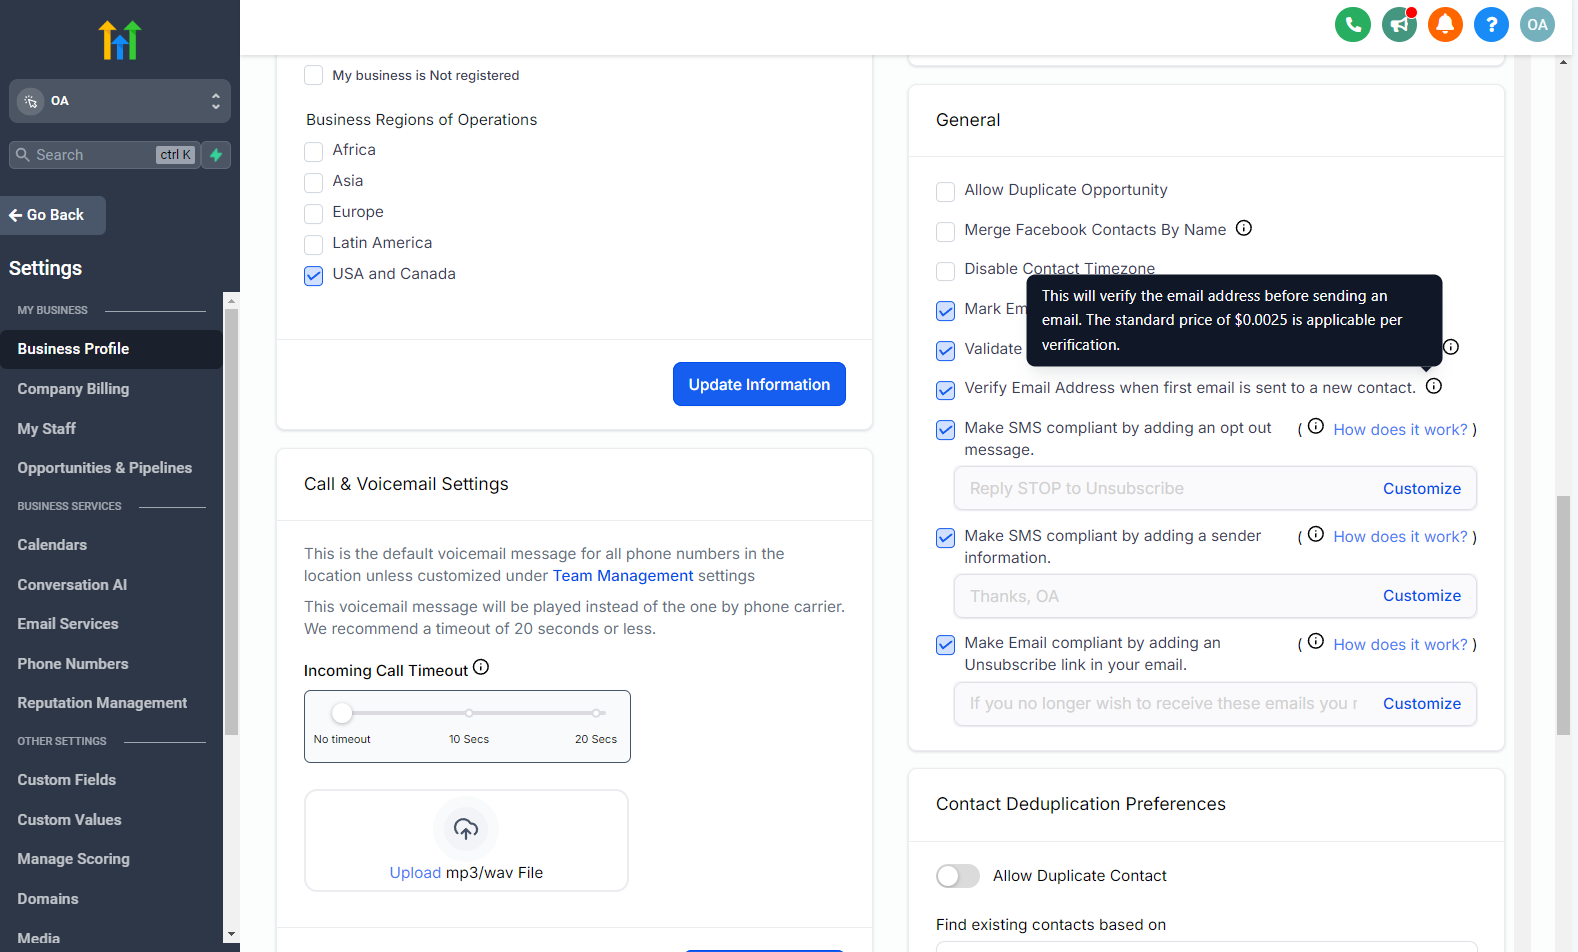 OA
OA
Search
ctrl K
Go Back
Settings
MY BUSINESS
Business Profile
Company Billing
My Staff
Opportunities & Pipelines
BUSINESS SERVICES
Calendars
Conversation AI
Email Services
Phone Numbers
Reputation Management
OTHER SETTINGS
Custom Fields
Custom Values
Manage Scoring
Domains
Media
My business is Not registered
Business Regions of Operations
Africa
Asia
Europe
Latin America
USA and Canada
Update Information
Call & Voicemail Settings
This is the default voicemail message for all phone numbers in the
location unless customized under Team Management settings
This voicemail message will be played instead of the one by phone carrier.
We recommend a timeout of 20 seconds or less.
Incoming Call Timeout
No timeout
10 Secs
20 Secs
Upload mp3/wav File
General
Allow Duplicate Opportunity
Merge Facebook Contacts By Name
Disable Contact Timezone
This will verify the email address before sending an
email. The standard price of $0.0025 is applicable per
verification.
Mark Em
Validate
Verify Email Address when first email is sent to a new contact.
Make SMS compliant by adding an opt out
message.
( How does it work? )
Reply STOP to Unsubscribe
Customize
Make SMS compliant by adding a sender
information.
( How does it work? )
Thanks, OA
Customize
Make Email compliant by adding an
Unsubscribe link in your email.
( How does it work? )
If you no longer wish to receive these emails you
Customize
Contact Deduplication Preferences
Allow Duplicate Contact
Find existing contacts based on